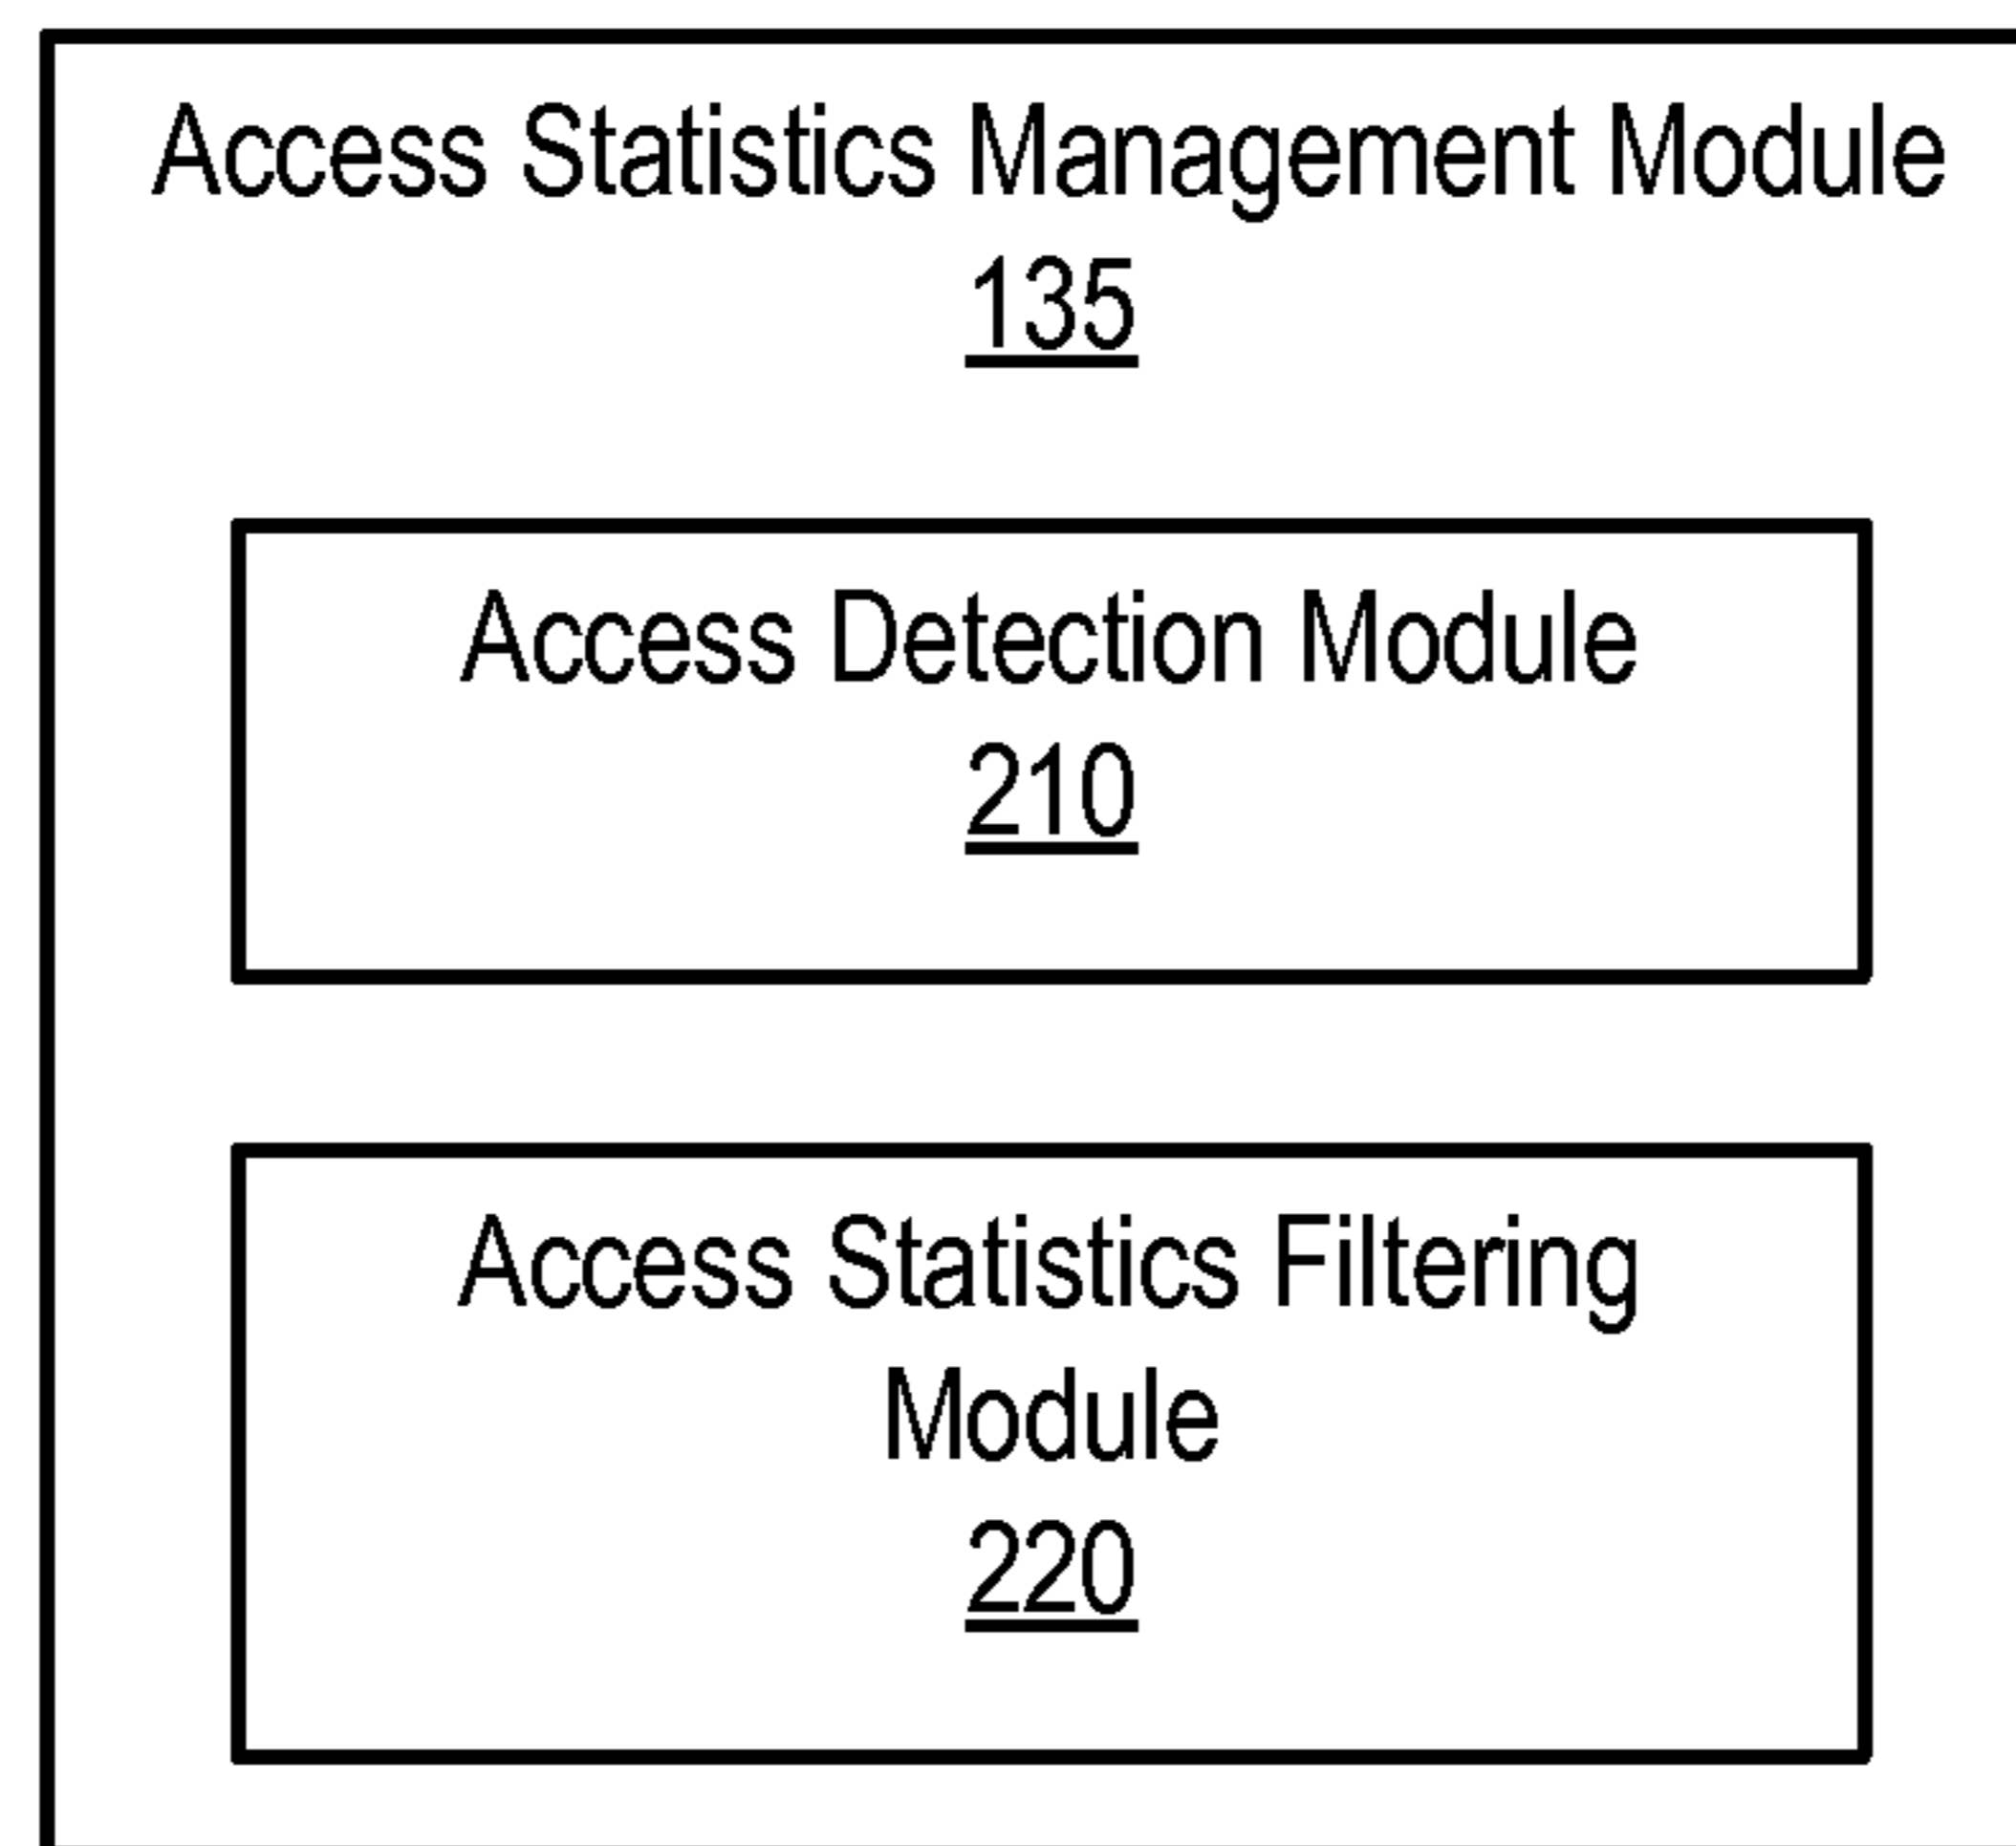 Access Statistics Management Module
135
Access Detection Module
210
Access Statistics Filtering
Module
220